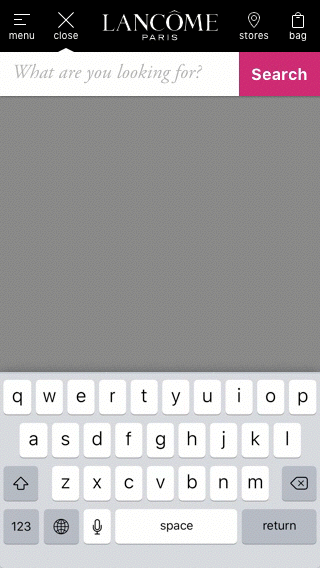 LANCÔME
PARIS
menu close stores bag
What are you looking for? Search
q w e r t y u i o p
a s d f g h j k l
z x c v b n m
123 space return